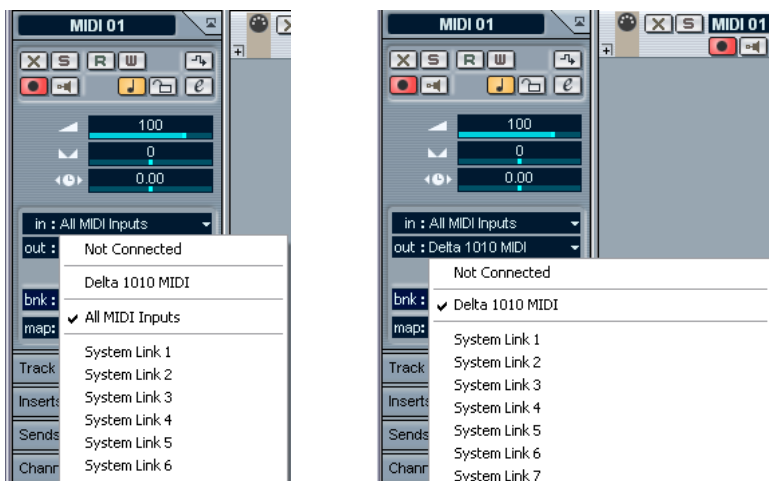 MIDI 01
X S R W
e
100
0
0.00
in : All MIDI Inputs
out :
Not Connected
Delta 1010 MIDI
bnk :
✓ All MIDI Inputs
map:
System Link 1
Track
System Link 2
System Link 3
Inserts
System Link 4
Sends
System Link 5
Chann
System Link 6
MIDI 01
X S MIDI 01
X S R W
e
100
0
0.00
in : All MIDI Inputs
out : Delta 1010 MIDI
Not Connected
bnk :
✓ Delta 1010 MIDI
map:
System Link 1
Track
System Link 2
System Link 3
Inserts
System Link 4
Sends
System Link 5
System Link 6
Chann
System Link 7